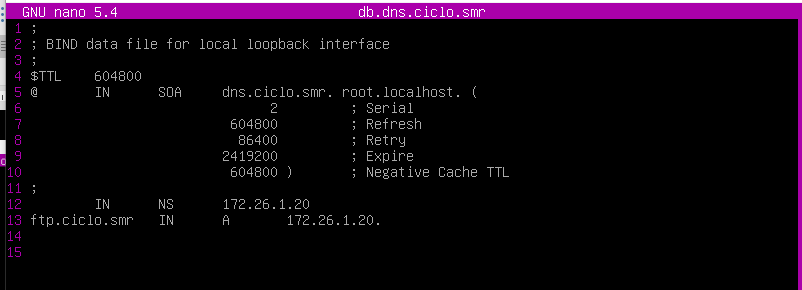 GNU nano 5.4 db.dns.ciclo.smr
1 ;
2 ; BIND data file for local loopback interface
3 ;
4 $TTL 604800
5 @ IN SOA dns.ciclo.smr. root.localhost. (
6 2 ; Serial
7 604800 ; Refresh
8 86400 ; Retry
9 2419200 ; Expire
10 604800 ) ; Negative Cache TTL
11 ;
12 IN NS 172.26.1.20
13 ftp.ciclo.smr IN A 172.26.1.20.
14
15